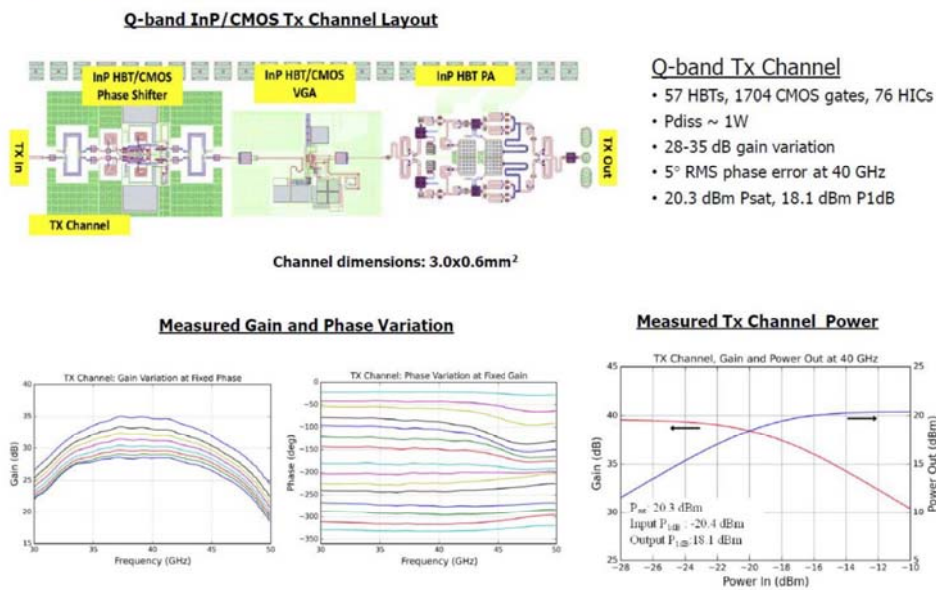 Q-band InP/CMOS Tx Channel Layout
InP HBT/CMOS
Phase Shifter
InP HBT/CMOS
VGA
InP HBT PA
TX In
TX Out
TX Channel
Channel dimensions: 3.0x0.6mm²
Q-band Tx Channel
• 57 HBTs, 1704 CMOS gates, 76 HICs
• Pdiss ~ 1W
• 28-35 dB gain variation
• 5° RMS phase error at 40 GHz
• 20.3 dBm Psat, 18.1 dBm P1dB
Measured Gain and Phase Variation
TX Channel: Gain Variation at Fixed Phase
Gain (dB)
40
35
30
25
20
15
30 35 40 45 50
Frequency (GHz)
TX Channel: Phase Variation at Fixed Gain
Phase (deg)
0
−50
−100
−150
−200
−250
−300
−350
30 35 40 45 50
Frequency (GHz)
Measured Tx Channel Power
TX Channel, Gain and Power Out at 40 GHz
Gain (dB)
45
40
35
30
25
25
20
15
10
5
Power Out (dBm)
Psat: 20.3 dBm
Input P1dB : -20.4 dBm
Output P1dB:18.1 dBm
−28 −26 −24 −22 −20 −18 −16 −14 −12 −10
Power In (dBm)